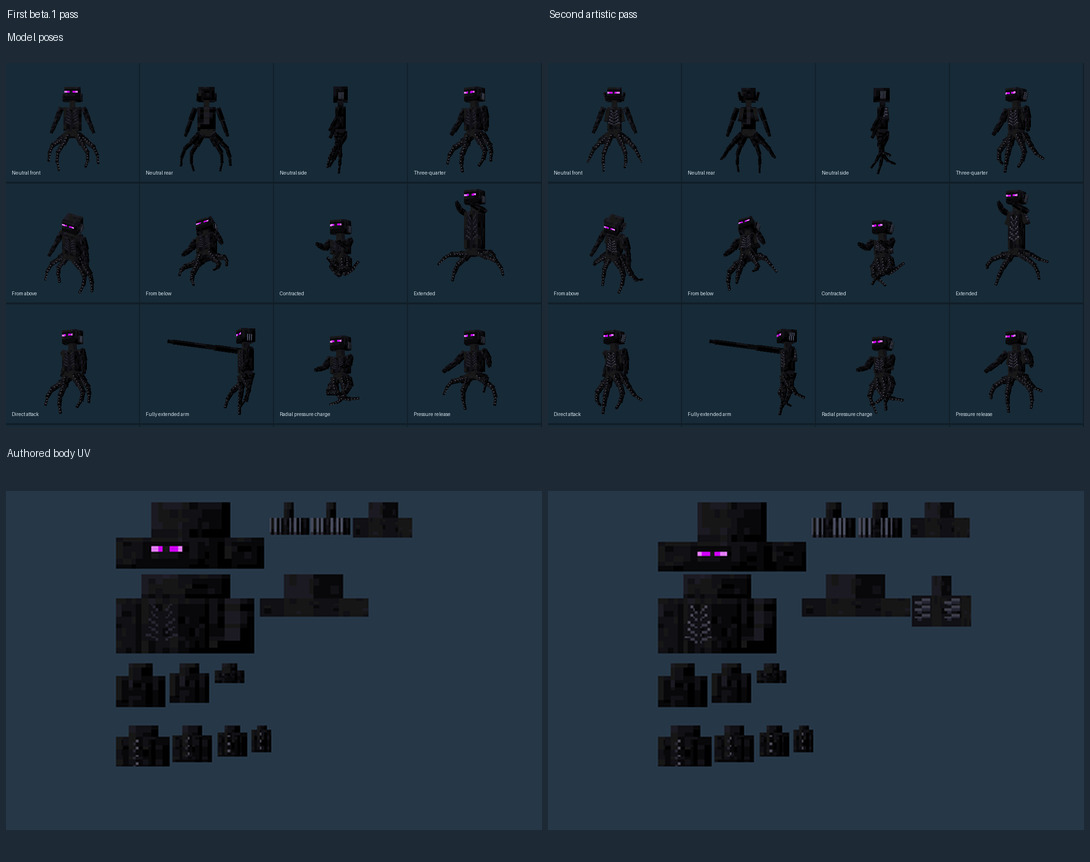 First beta.1 pass
Second artistic pass
Model poses
Neutral front
Neutral rear
Neutral side
Three-quarter
Neutral front
Neutral rear
Neutral side
Three-quarter
From above
From below
Contracted
Extended
From above
From below
Contracted
Extended
Direct attack
Fully extended arm
Radial pressure charge
Pressure release
Direct attack
Fully extended arm
Radial pressure charge
Pressure release
Authored body UV